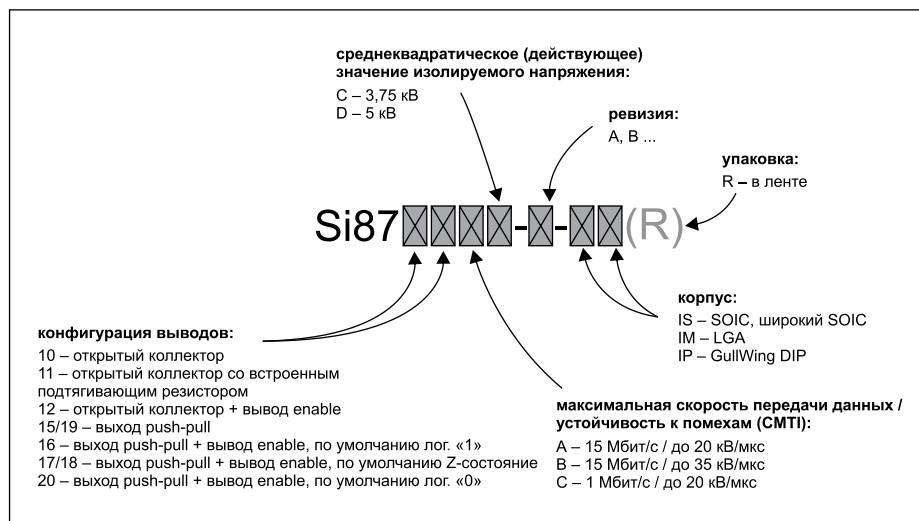 среднеквадратическое (действующее)
значение изолируемого напряжения:
C – 3,75 кВ
D – 5 кВ
ревизия:
A, B ...
упаковка:
R – в ленте
Si87 - - (R)
конфигурация выводов:
10 – открытый коллектор
11 – открытый коллектор со встроенным
подтягивающим резистором
12 – открытый коллектор + вывод enable
15/19 – выход push-pull
16 – выход push-pull + вывод enable, по умолчанию лог. «1»
17/18 – выход push-pull + вывод enable, по умолчанию Z-состояние
20 – выход push-pull + вывод enable, по умолчанию лог. «0»
корпус:
IS – SOIC, широкий SOIC
IM – LGA
IP – GullWing DIP
максимальная скорость передачи данных /
устойчивость к помехам (CMTI):
A – 15 Мбит/с / до 20 кВ/мкс
B – 15 Мбит/с / до 35 кВ/мкс
C – 1 Мбит/с / до 20 кВ/мкс